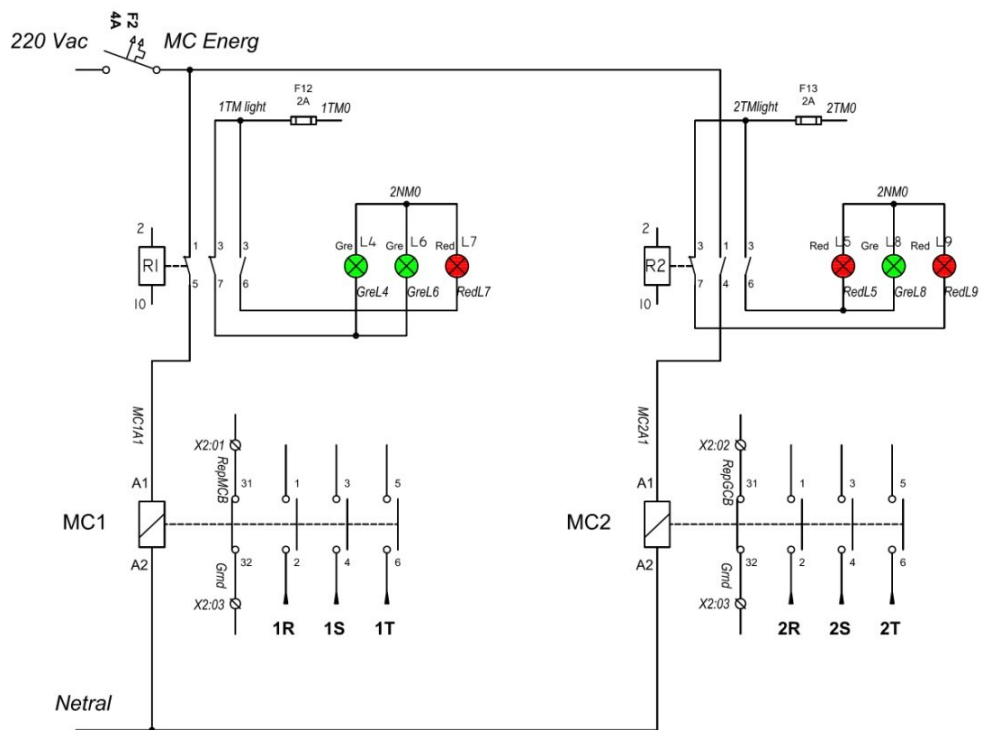 F2
4A
220 Vac
MC Energ
F12
2A
1TM light
1TM0
F13
2A
2TMlight
2TM0
2NM0
2NM0
2
1
3
3
Gre
L4
Gre
L6
Red
L7
2
3
1
3
Red
L5
Gre
L8
Red
L9
R1
R2
10
5
7
6
GreL4
GreL6
RedL7
10
7
4
6
RedL5
GreL8
RedL9
MC1A1
MC2A1
X2:01
RepMCB
X2:02
RepGCB
A1
31
1
3
5
A1
31
1
3
5
MC1
MC2
A2
32
2
4
6
A2
32
2
4
6
Grnd
X2:03
Grnd
X2:03
1R
1S
1T
2R
2S
2T
Netral